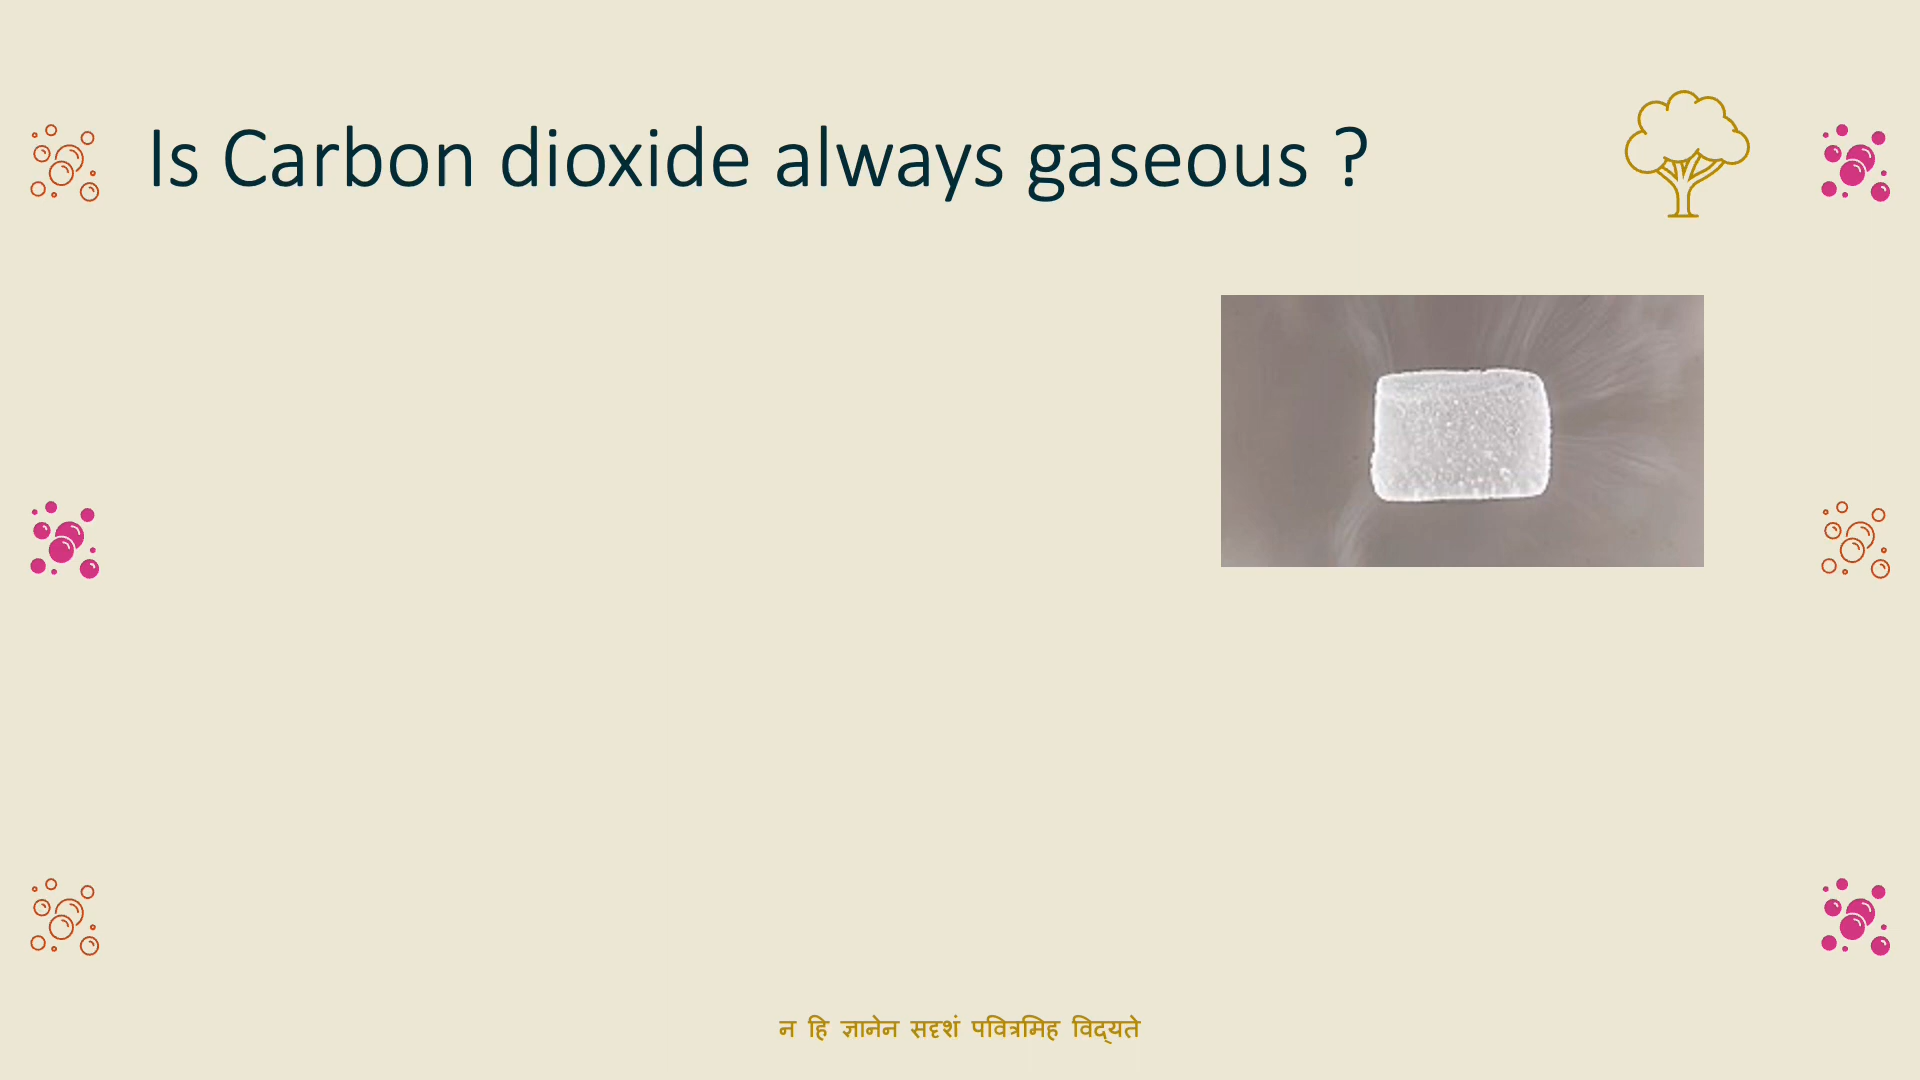 Is Carbon dioxide always gaseous ?
न हि ज्ञानेन सदृशं पवित्रमिह विद्यते